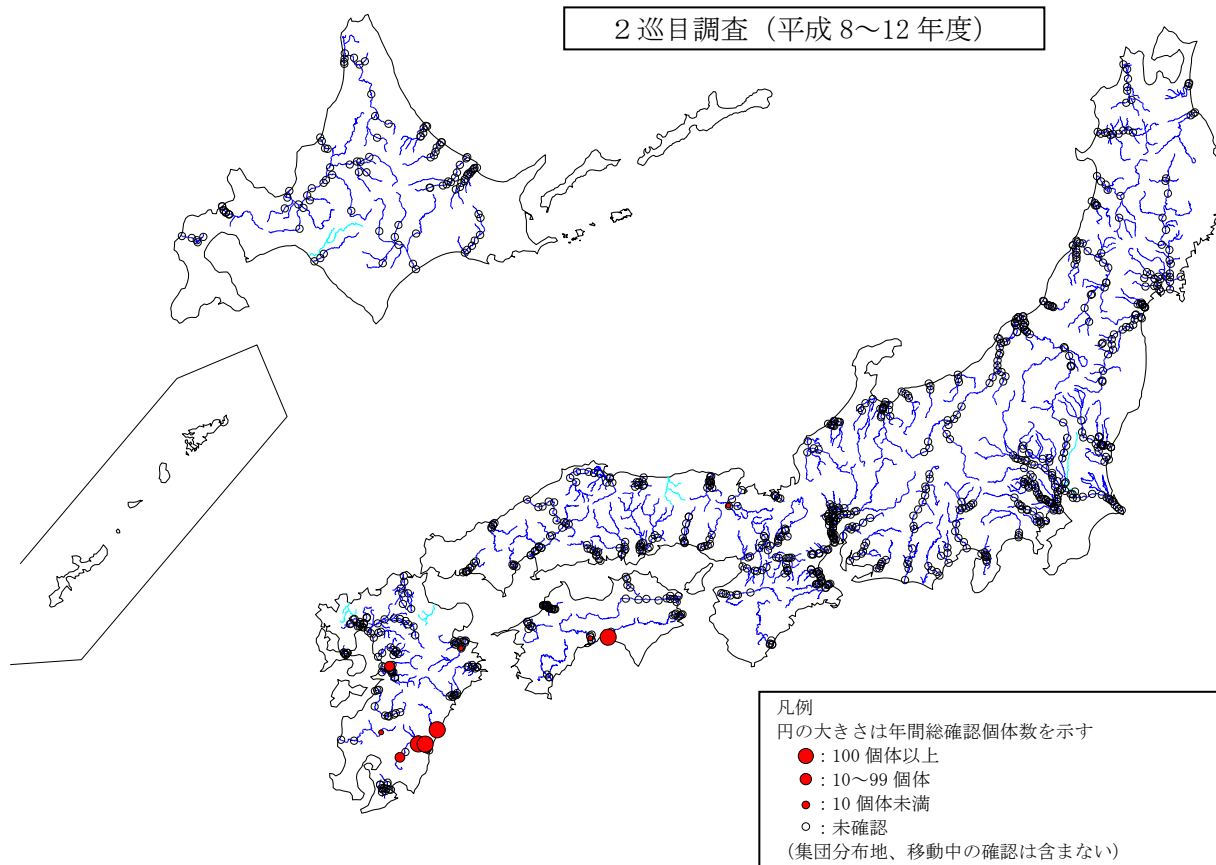 2巡目調査（平成 8～12 年度）
凡例
円の大きさは年間総確認個体数を示す
：100 個体以上
：10～99 個体
：10 個体未満
：未確認
（集団分布地、移動中の確認は含まない）